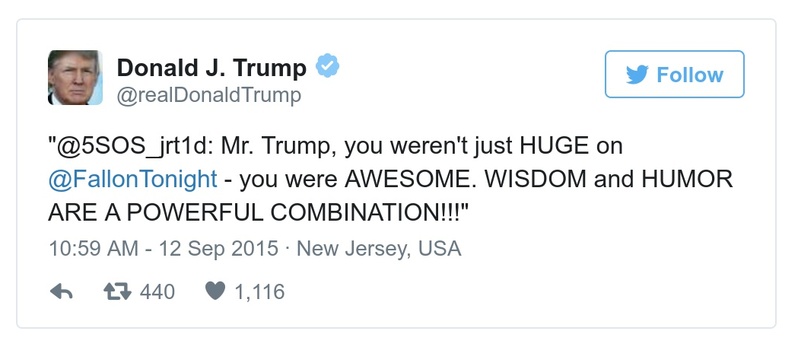 Donald J. Trump
@realDonaldTrump
Follow
"@5SOS_jrt1d: Mr. Trump, you weren't just HUGE on
@FallonTonight - you were AWESOME. WISDOM and HUMOR
ARE A POWERFUL COMBINATION!!!"
10:59 AM - 12 Sep 2015 · New Jersey, USA
440 1,116